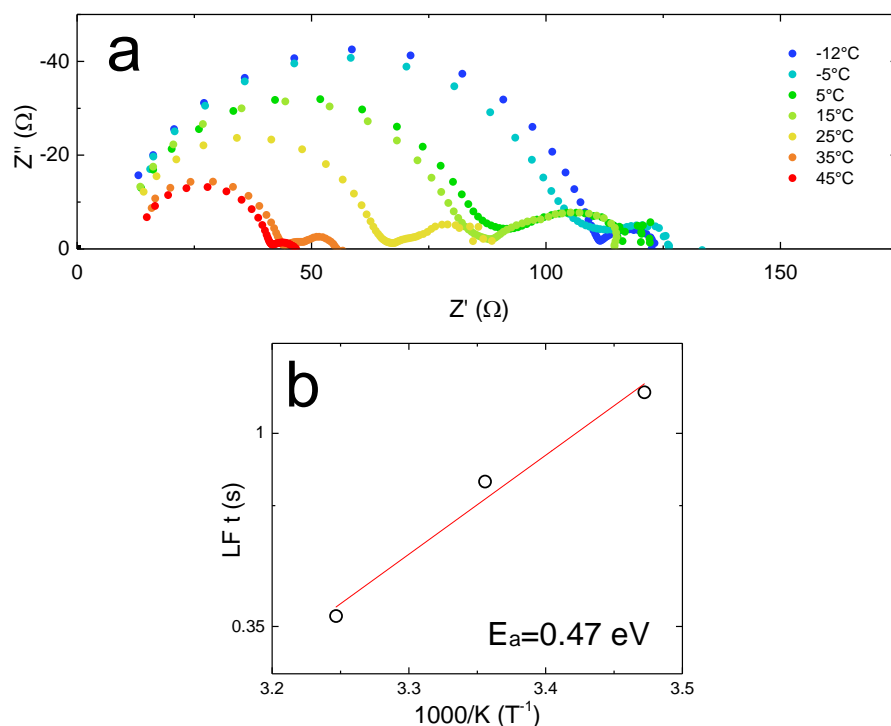 a
-40
-20
0
Z'' (Ω)
0
50
100
150
Z' (Ω)
-12°C
-5°C
5°C
15°C
25°C
35°C
45°C
b
1
0.35
LF t (s)
Ea=0.47 eV
3.2
3.3
3.4
3.5
1000/K (T⁻¹)